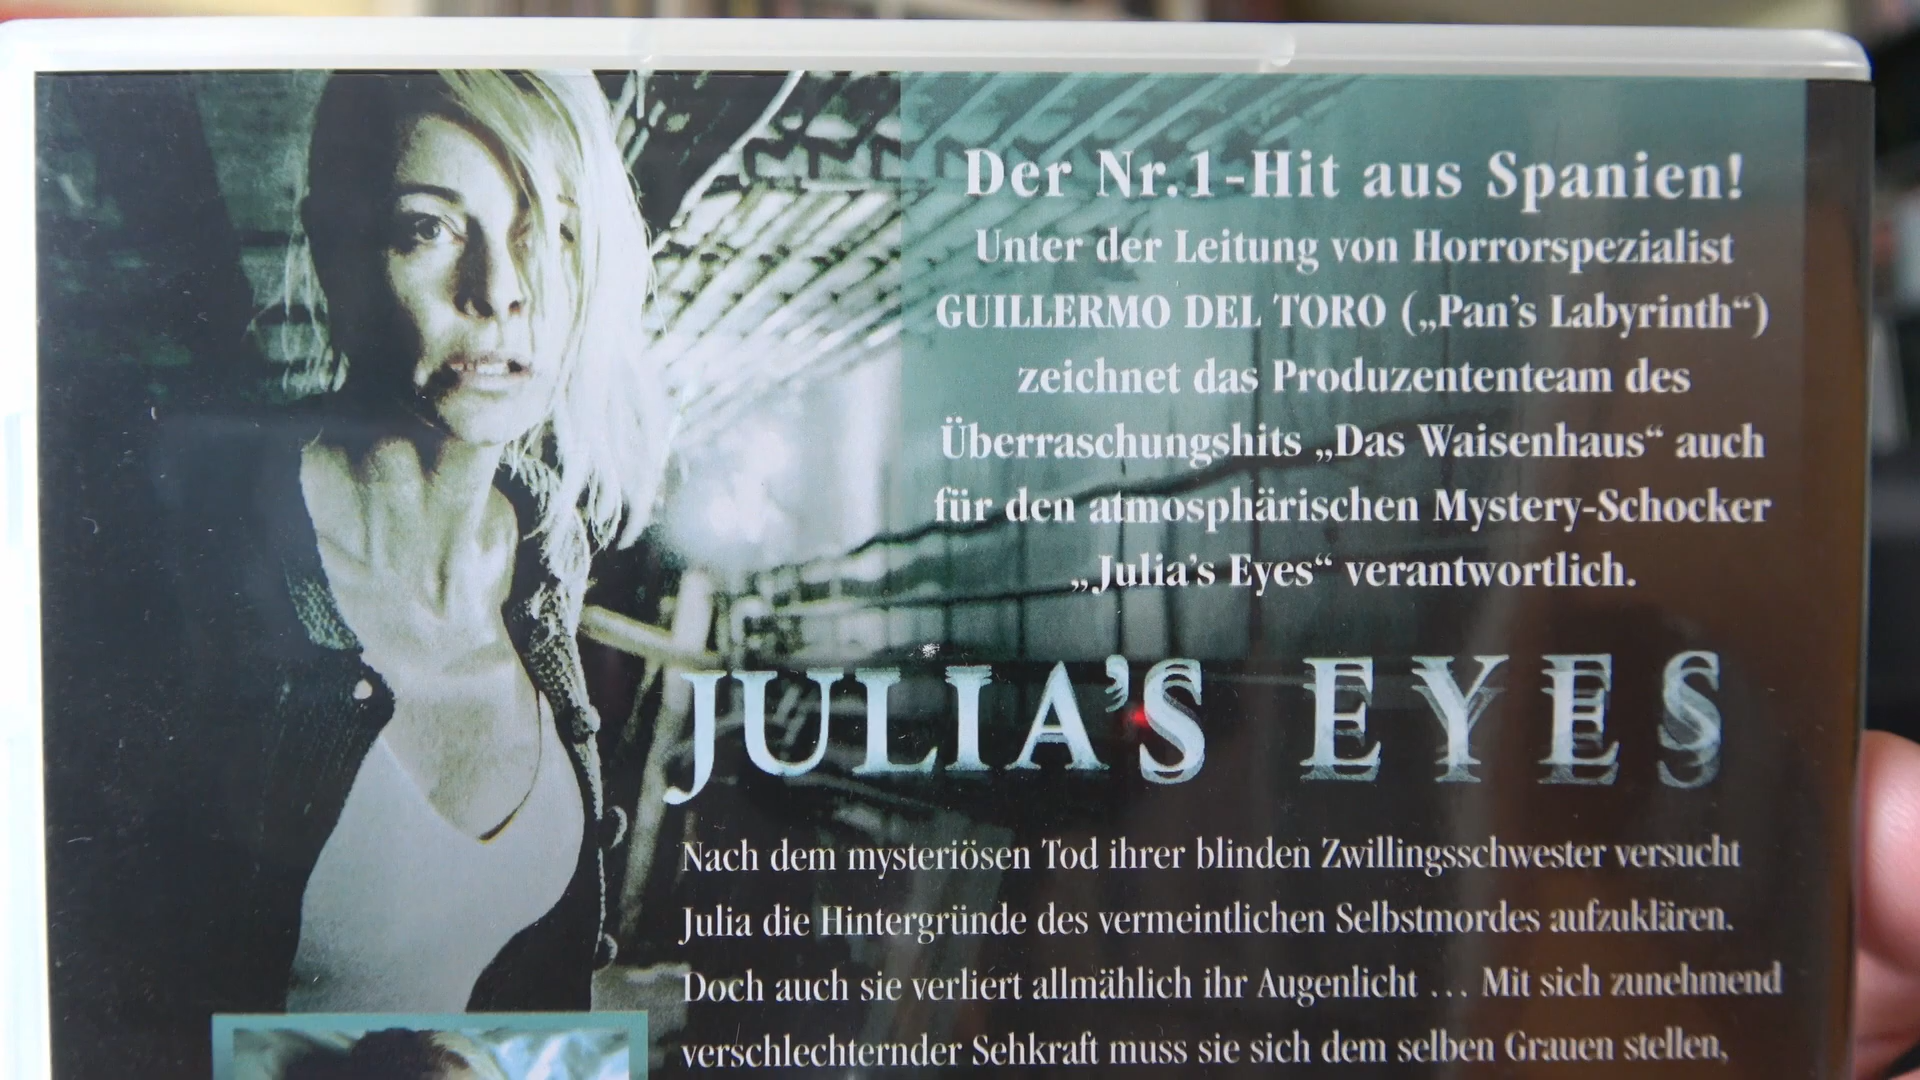 Der Nr.1-Hit aus Spanien!
Unter der Leitung von Horrorspezialist
GUILLERMO DEL TORO („Pan's Labyrinth“)
zeichnet das Produzententeam des
Überraschungshits „Das Waisenhaus“ auch
für den atmosphärischen Mystery-Schocker
„Julia's Eyes“ verantwortlich.
JULIA'S EYES
Nach dem mysteriösen Tod ihrer blinden Zwillingsschwester versucht
Julia die Hintergründe des vermeintlichen Selbstmordes aufzuklären.
Doch auch sie verliert allmählich ihr Augenlicht ... Mit sich zunehmend
verschlechternder Sehkraft muss sie sich dem selben Grauen stellen,